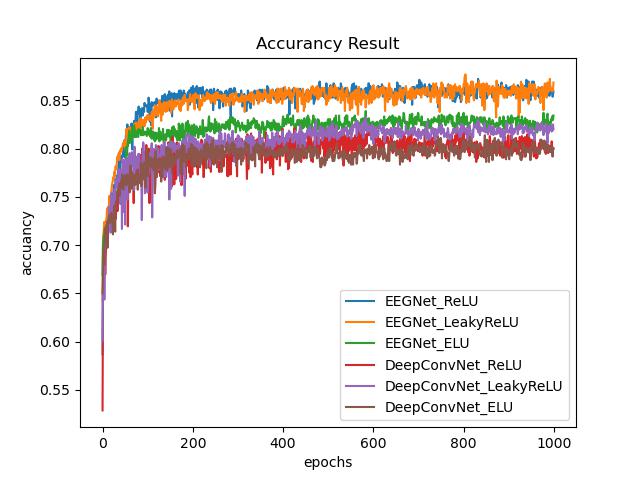 Accurancy Result
accuancy
0.85
0.80
0.75
0.70
0.65
0.60
0.55
EEGNet_ReLU
EEGNet_LeakyReLU
EEGNet_ELU
DeepConvNet_ReLU
DeepConvNet_LeakyReLU
DeepConvNet_ELU
0 200 400 600 800 1000
epochs